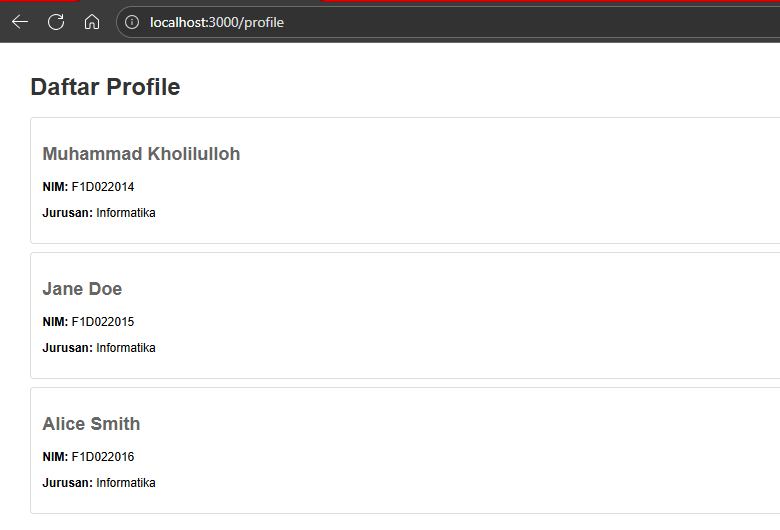 localhost:3000/profile
Daftar Profile
Muhammad Kholilulloh
NIM: F1D022014
Jurusan: Informatika
Jane Doe
NIM: F1D022015
Jurusan: Informatika
Alice Smith
NIM: F1D022016
Jurusan: Informatika